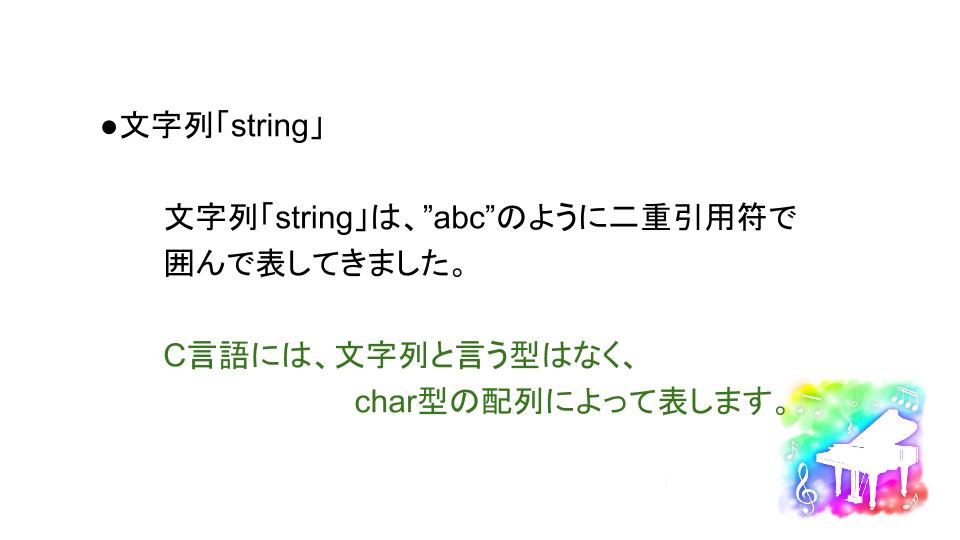 ●文字列「string」
文字列「string」は、”abc”のように二重引用符で
囲んで表してきました。
C言語には、文字列と言う型はなく、
char型の配列によって表します。